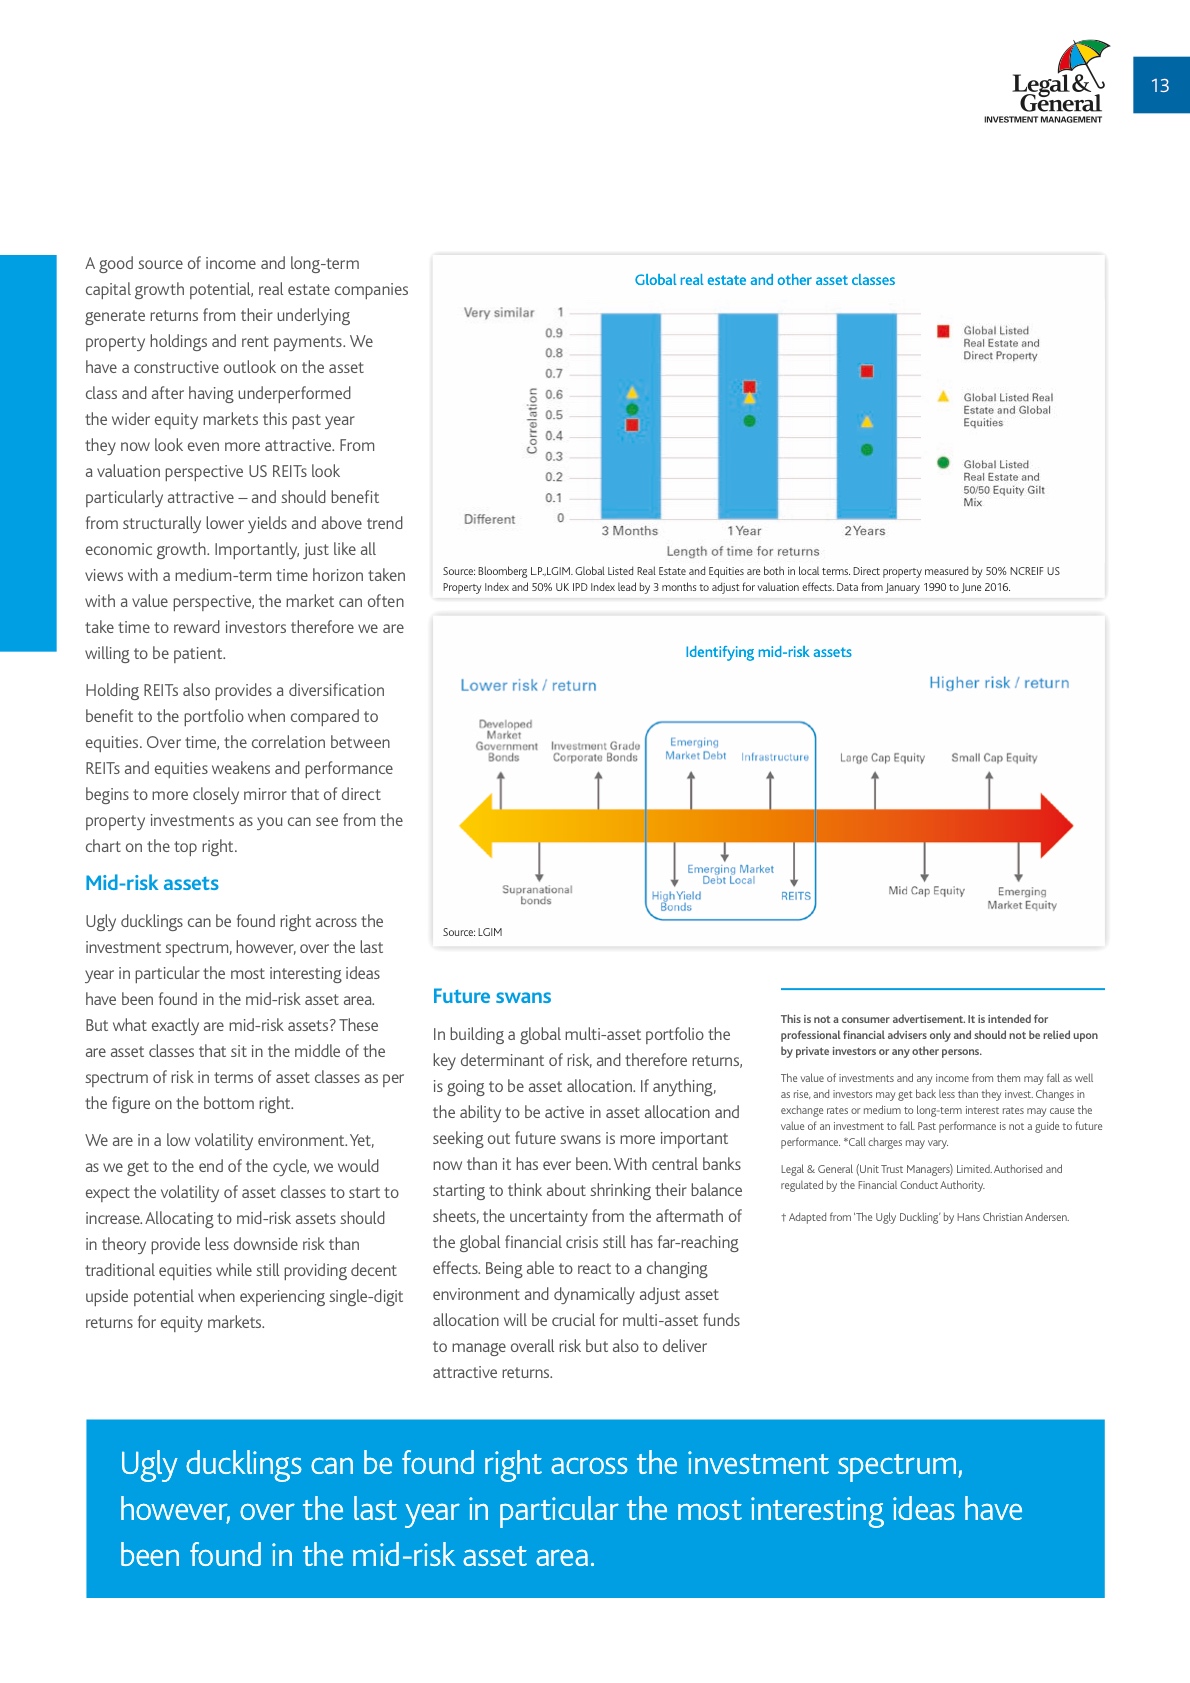 Legal &
General
INVESTMENT MANAGEMENT
13
A good source of income and long-term
capital growth potential, real estate companies
generate returns from their underlying
property holdings and rent payments. We
have a constructive outlook on the asset
class and after having underperformed
the wider equity markets this past year
they now look even more attractive. From
a valuation perspective US REITs look
particularly attractive – and should benefit
from structurally lower yields and above trend
economic growth. Importantly, just like all
views with a medium-term time horizon taken
with a value perspective, the market can often
take time to reward investors therefore we are
willing to be patient.
Holding REITs also provides a diversification
benefit to the portfolio when compared to
equities. Over time, the correlation between
REITs and equities weakens and performance
begins to more closely mirror that of direct
property investments as you can see from the
chart on the top right.
Mid-risk assets
Ugly ducklings can be found right across the
investment spectrum, however, over the last
year in particular the most interesting ideas
have been found in the mid-risk asset area.
But what exactly are mid-risk assets? These
are asset classes that sit in the middle of the
spectrum of risk in terms of asset classes as per
the figure on the bottom right.
We are in a low volatility environment. Yet,
as we get to the end of the cycle, we would
expect the volatility of asset classes to start to
increase. Allocating to mid-risk assets should
in theory provide less downside risk than
traditional equities while still providing decent
upside potential when experiencing single-digit
returns for equity markets.
Global real estate and other asset classes
Very similar
1
0.9
0.8
0.7
0.6
0.5
0.4
0.3
0.2
0.1
0
Different
Correlation
3 Months
1 Year
2 Years
Length of time for returns
Global Listed
Real Estate and
Direct Property
Global Listed Real
Estate and Global
Equities
Global Listed
Real Estate and
50/50 Equity Gilt
Mix
Source: Bloomberg L.P.,LGIM. Global Listed Real Estate and Equities are both in local terms. Direct property measured by 50% NCREIF US
Property Index and 50% UK IPD Index lead by 3 months to adjust for valuation effects. Data from January 1990 to June 2016.
Identifying mid-risk assets
Lower risk / return
Higher risk / return
Developed
Market
Government
Bonds
Investment Grade
Corporate Bonds
Emerging
Market Debt
Infrastructure
Large Cap Equity
Small Cap Equity
Supranational
bonds
High Yield
Bonds
Emerging Market
Debt Local
REITS
Mid Cap Equity
Emerging
Market Equity
Source: LGIM
Future swans
In building a global multi-asset portfolio the
key determinant of risk, and therefore returns,
is going to be asset allocation. If anything,
the ability to be active in asset allocation and
seeking out future swans is more important
now than it has ever been. With central banks
starting to think about shrinking their balance
sheets, the uncertainty from the aftermath of
the global financial crisis still has far-reaching
effects. Being able to react to a changing
environment and dynamically adjust asset
allocation will be crucial for multi-asset funds
to manage overall risk but also to deliver
attractive returns.
This is not a consumer advertisement. It is intended for
professional financial advisers only and should not be relied upon
by private investors or any other persons.
The value of investments and any income from them may fall as well
as rise, and investors may get back less than they invest. Changes in
exchange rates or medium to long-term interest rates may cause the
value of an investment to fall. Past performance is not a guide to future
performance. *Call charges may vary.
Legal & General (Unit Trust Managers) Limited. Authorised and
regulated by the Financial Conduct Authority.
† Adapted from ‘The Ugly Duckling’ by Hans Christian Andersen.
Ugly ducklings can be found right across the investment spectrum,
however, over the last year in particular the most interesting ideas have
been found in the mid-risk asset area.